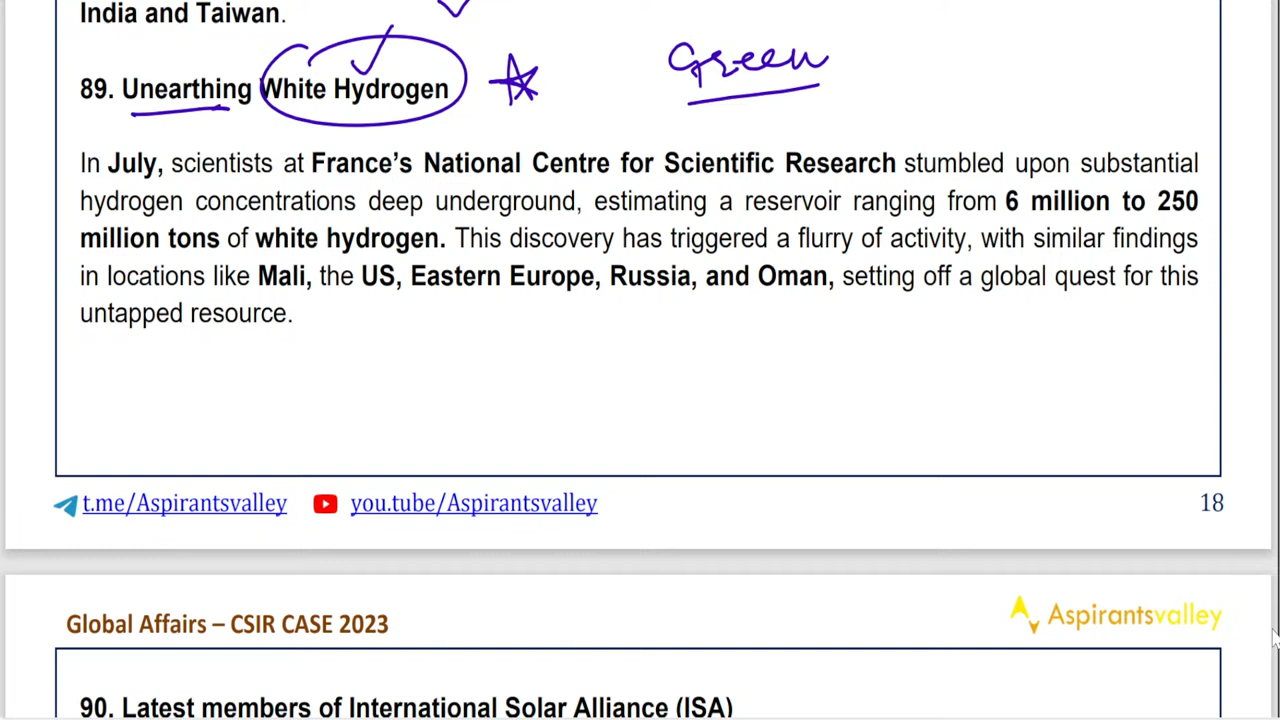 India and Taiwan.
Green
89. Unearthing White Hydrogen
In July, scientists at France’s National Centre for Scientific Research stumbled upon substantial
hydrogen concentrations deep underground, estimating a reservoir ranging from 6 million to 250
million tons of white hydrogen. This discovery has triggered a flurry of activity, with similar findings
in locations like Mali, the US, Eastern Europe, Russia, and Oman, setting off a global quest for this
untapped resource.
t.me/Aspirantsvalley you.tube/Aspirantsvalley 18
Global Affairs – CSIR CASE 2023 Aspirantsvalley
90. Latest members of International Solar Alliance (ISA)